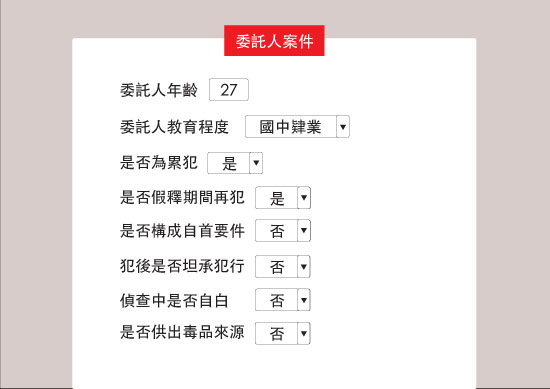 委託人案件
委託人年齡 27
委託人教育程度 國中肄業
是否為累犯 是
是否假釋期間再犯 是
是否構成自首要件 否
犯後是否坦承犯行 否
偵查中是否自白 否
是否供出毒品來源 否